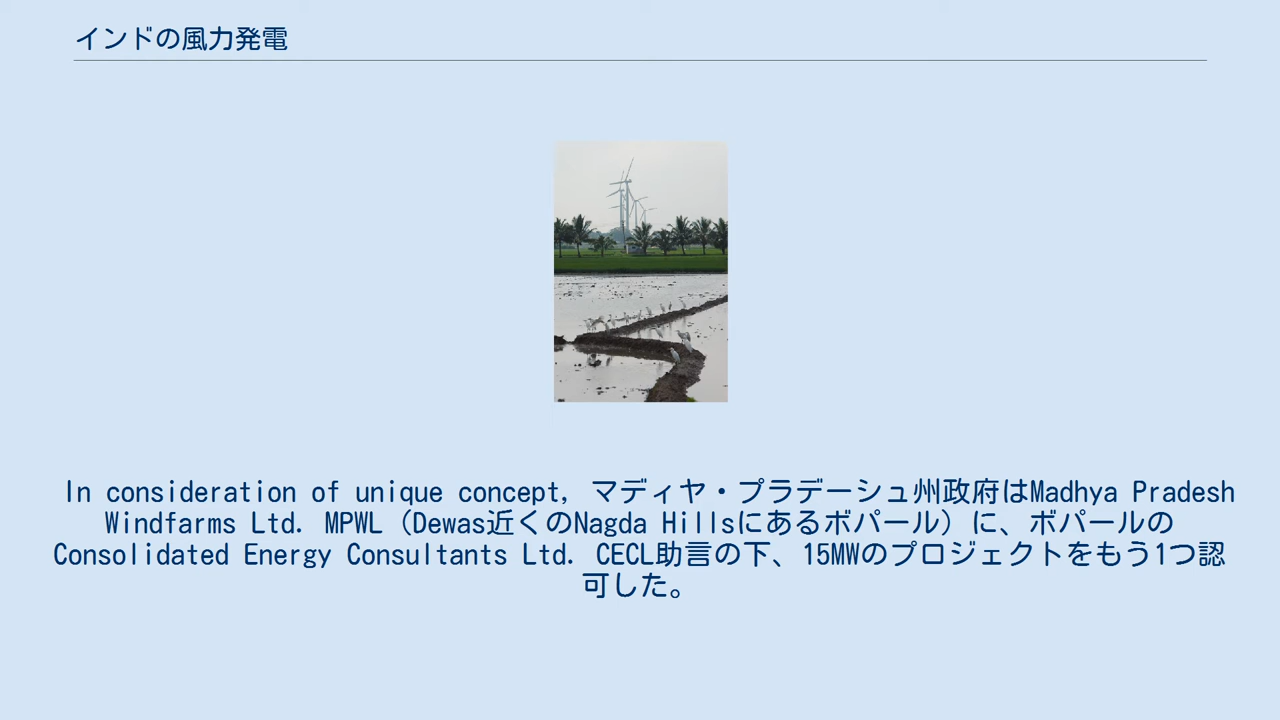 インドの風力発電
In consideration of unique concept, マディヤ・プラデーシュ州政府はMadhya Pradesh
Windfarms Ltd. MPWL（Dewas近くのNagda Hillsにあるボパール）に、ボパールの
Consolidated Energy Consultants Ltd. CECL助言の下、15MWのプロジェクトをもう1つ認
可した。